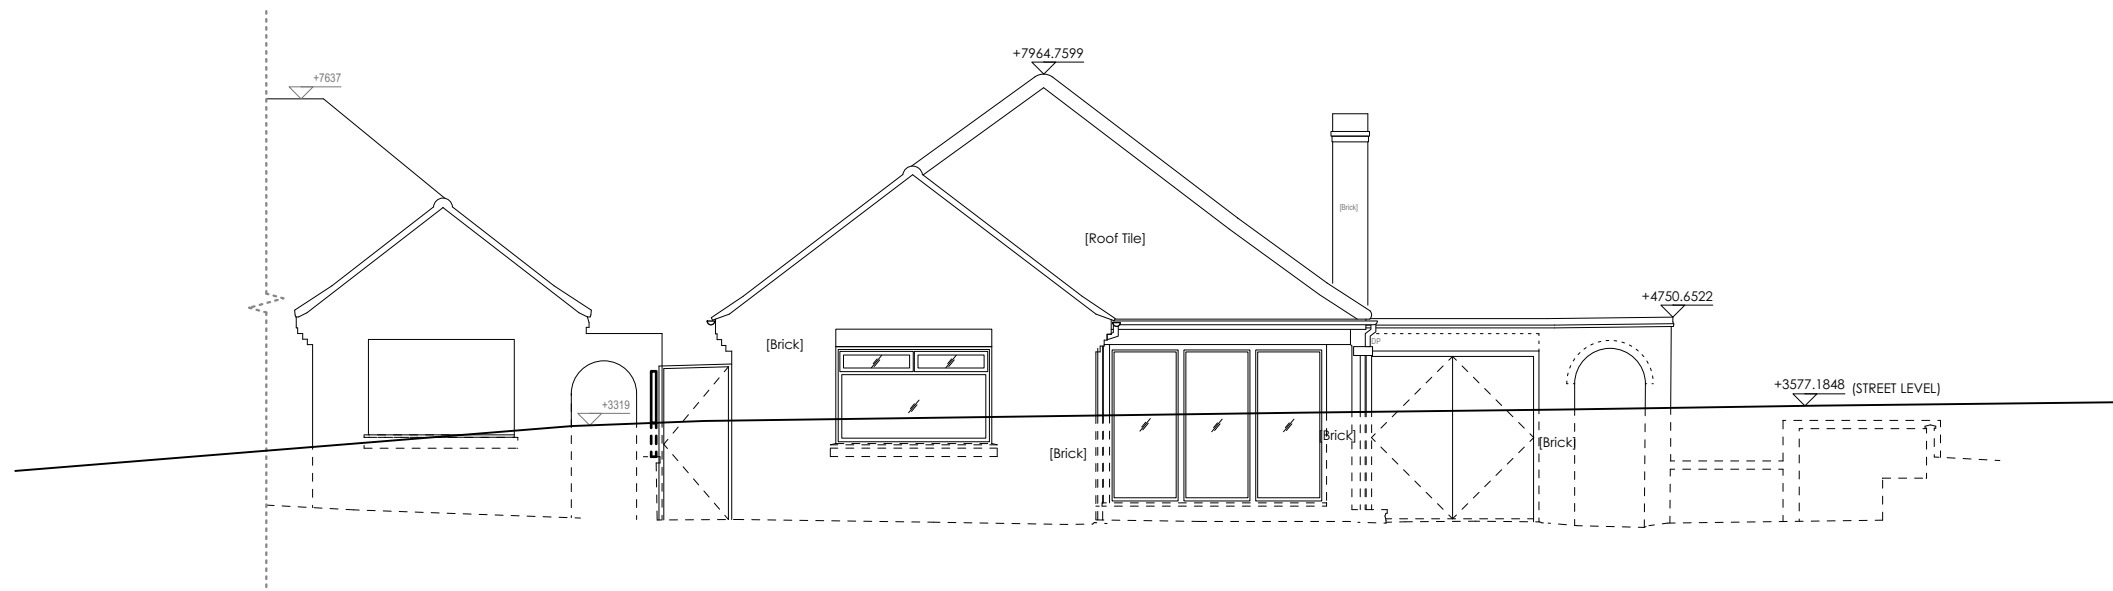 +7964.7599
+7637
[Brick]
[Roof Tile]
+4750.6522
[Brick]
DP
+3577.1848 (STREET LEVEL)
+3319
[Brick]
[Brick]
[Brick]